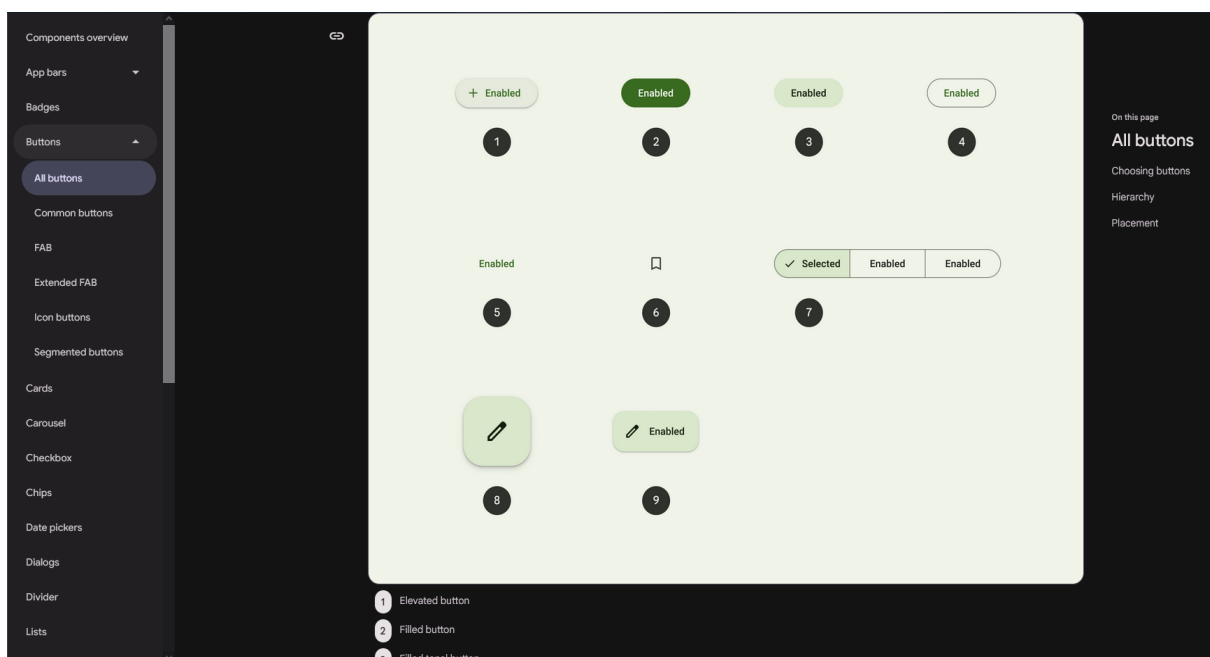 Components overview
App bars
Badges
Buttons
All buttons
Common buttons
FAB
Extended FAB
Icon buttons
Segmented buttons
Cards
Carousel
Checkbox
Chips
Date pickers
Dialogs
Divider
Lists
+ Enabled
Enabled
Enabled
Enabled
1
2
3
4
Enabled
Selected
Enabled
Enabled
5
6
7
Enabled
8
9
1 Elevated button
2 Filled button
Filled tonal button
On this page
All buttons
Choosing buttons
Hierarchy
Placement